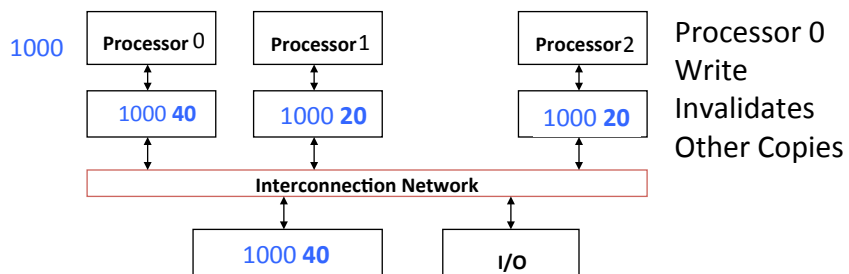 1000
Processor 0
Processor 1
Processor 2
1000 40
1000 20
1000 20
Interconnection Network
1000 40
I/O
Processor 0
Write
Invalidates
Other Copies